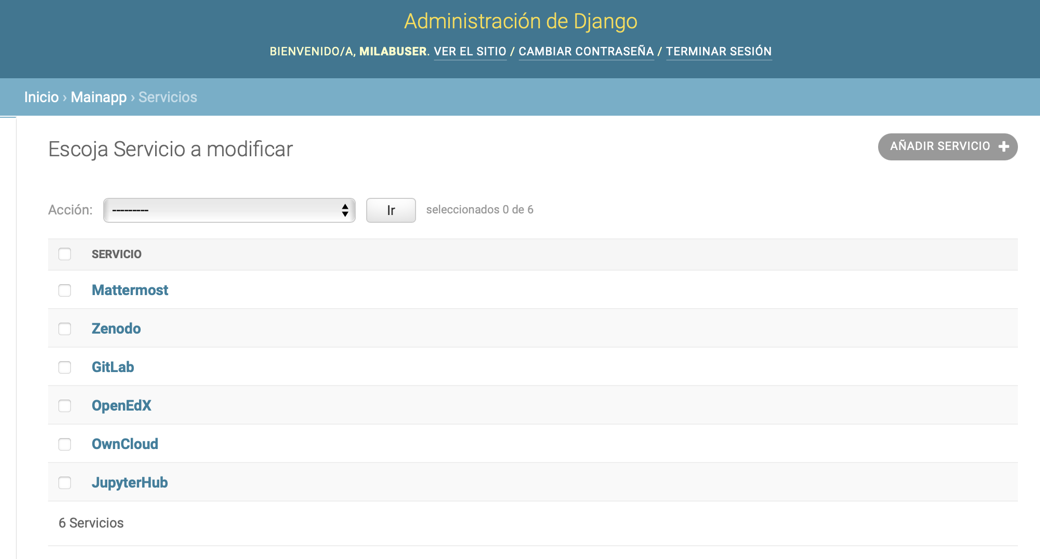 Administración de Django
BIENVENIDO/A, MILABUSER. VER EL SITIO / CAMBIAR CONTRASEÑA / TERMINAR SESIÓN
Inicio › Mainapp › Servicios
Escoja Servicio a modificar
AÑADIR SERVICIO +
Acción: --------- Ir seleccionados 0 de 6
SERVICIO
Mattermost
Zenodo
GitLab
OpenEdX
OwnCloud
JupyterHub
6 Servicios